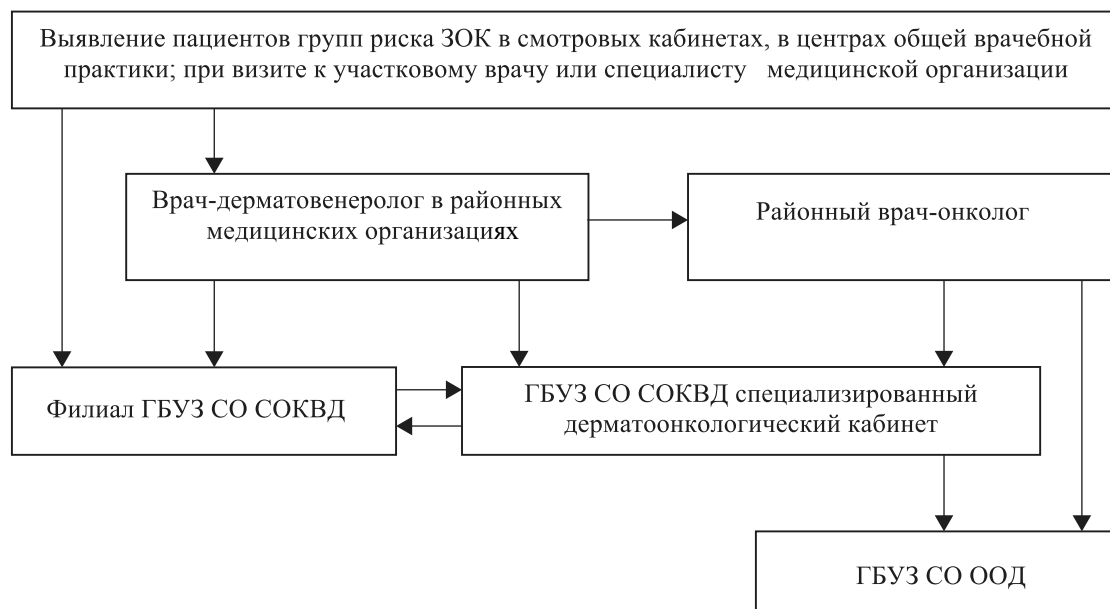 Выявление пациентов групп риска ЗОК в смотровых кабинетах, в центрах общей врачебной
практики; при визите к участковому врачу или специалисту медицинской организации
Врач-дерматовенеролог в районных
медицинских организациях
Районный врач-онколог
Филиал ГБУЗ СО СОКВД
ГБУЗ СО СОКВД специализированный
дерматоонкологический кабинет
ГБУЗ СО ООД